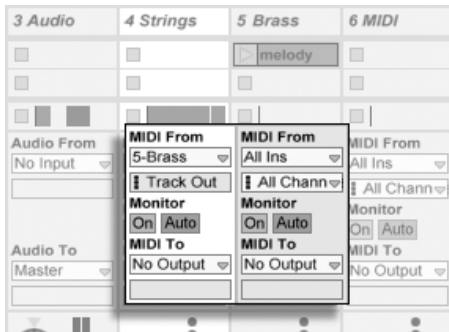 3 Audio 4 Strings 5 Brass 6 MIDI
melody
MIDI From MIDI From
Audio From MIDI From
5-Brass All Ins
No Input All Ins
Track Out All Chann
All Chann
Monitor Monitor
Monitor
On Auto On Auto
On Auto
MIDI To MIDI To
Audio To MIDI To
No Output No Output
Master No Output